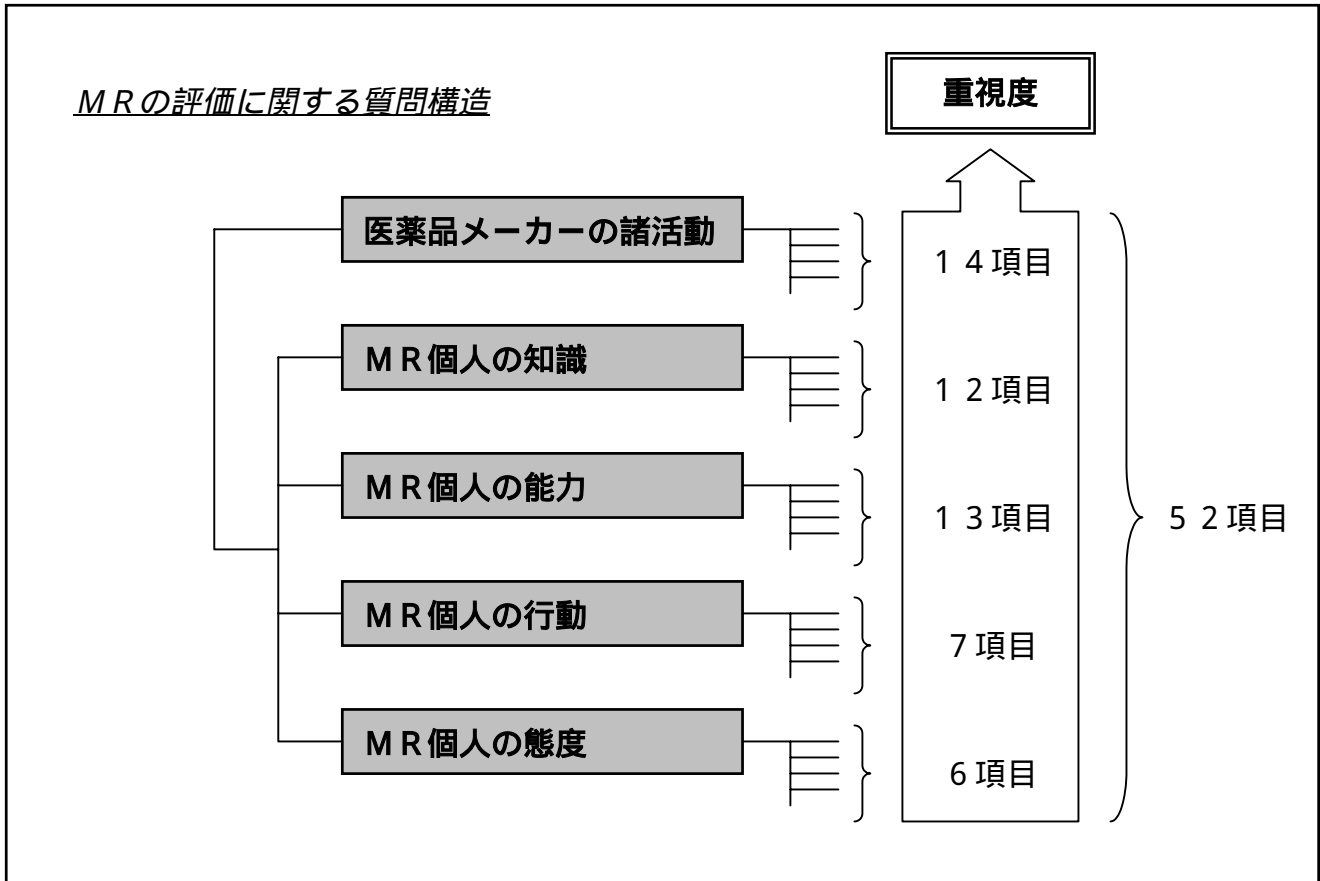 ＭＲの評価に関する質問構造
重視度
医薬品メーカーの諸活動
１４項目
ＭＲ個人の知識
１２項目
ＭＲ個人の能力
１３項目
５２項目
ＭＲ個人の行動
７項目
ＭＲ個人の態度
６項目